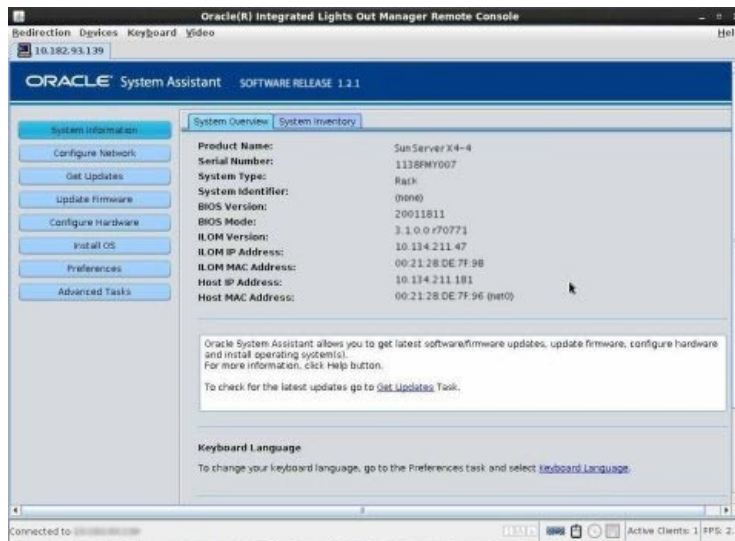 Oracle(R) Integrated Lights Out Manager Remote Console
Redirection Devices Keyboard Video Hel
10.182.93.139
ORACLE System Assistant SOFTWARE RELEASE 1.2.1
System Information
Configure Network
Get Updates
Update Firmware
Configure Hardware
Install OS
Preferences
Advanced Tasks
System Overview System Inventory
Product Name: Sun Server X4-4
Serial Number: 1138FMY007
System Type: Rack
System Identifier: (none)
BIOS Version: 20011811
BIOS Mode:
ILOM Version: 3.1.0.0 r70771
ILOM IP Address: 10.134.211.47
ILOM MAC Address: 00:21:28:DE:7F:98
Host IP Address: 10.134.211.181
Host MAC Address: 00:21:28:DE:7F:96 (net0)
Oracle System Assistant allows you to get latest software/firmware updates, update firmware, configure hardware
and install operating system(s).
For more information, click Help button.
To check for the latest updates go to Get Updates Task.
Keyboard Language
To change your keyboard language, go to the Preferences task and select Keyboard Language.
Connected to
Active Clients: 1 FPS: 2.